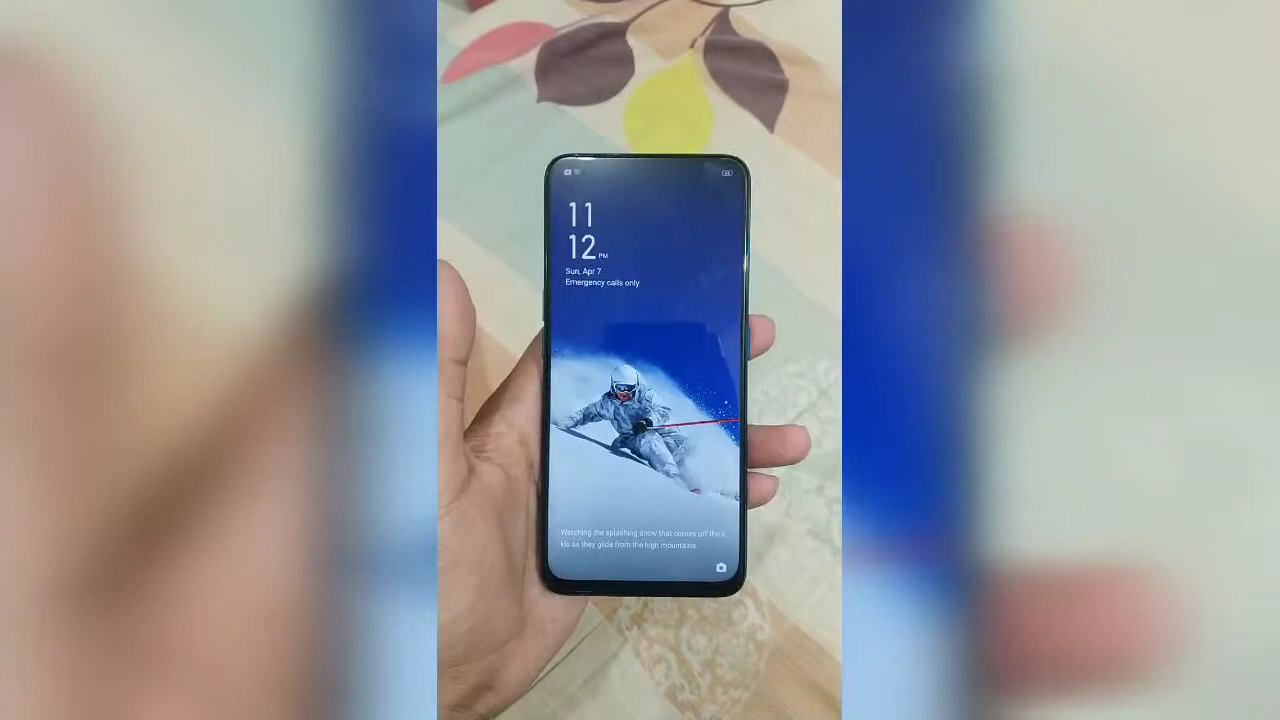 11
12 PM
Sun, Apr 7
Emergency calls only
Watching the splashing snow that comes off the s
kis as they glide from the high mountains.